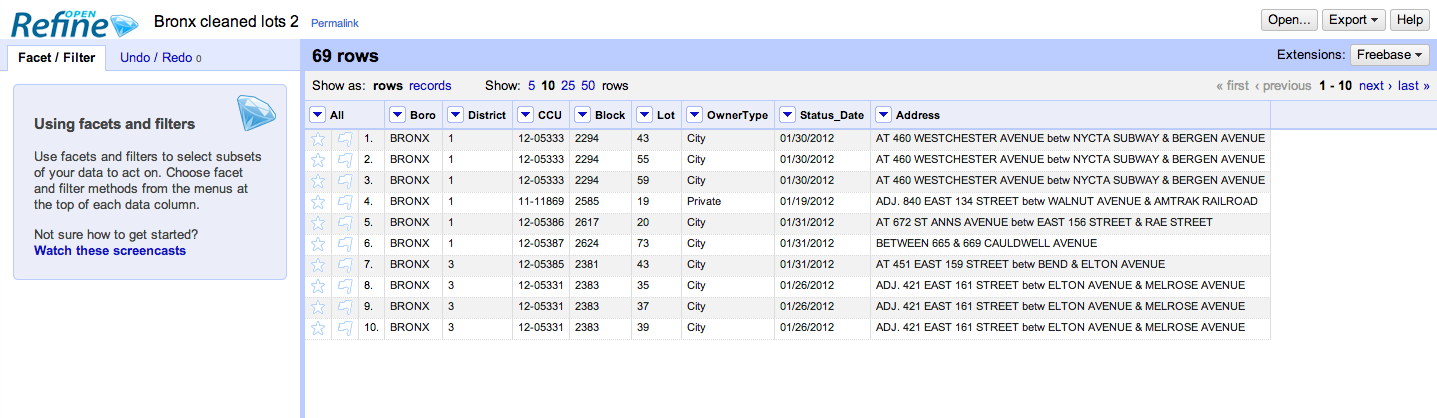 OPEN
Refine
Bronx cleaned lots 2 Permalink
Open... Export Help
Facet / Filter Undo / Redo 0
69 rows
Extensions: Freebase
Show as: rows records Show: 5 10 25 50 rows
« first ‹ previous 1 - 10 next › last »
Using facets and filters
Use facets and filters to select subsets
of your data to act on. Choose facet
and filter methods from the menus at
the top of each data column.
Not sure how to get started?
Watch these screencasts
All Boro District CCU Block Lot OwnerType Status_Date Address
1. BRONX 1 12-05333 2294 43 City 01/30/2012 AT 460 WESTCHESTER AVENUE betw NYCTA SUBWAY & BERGEN AVENUE
2. BRONX 1 12-05333 2294 55 City 01/30/2012 AT 460 WESTCHESTER AVENUE betw NYCTA SUBWAY & BERGEN AVENUE
3. BRONX 1 12-05333 2294 59 City 01/30/2012 AT 460 WESTCHESTER AVENUE betw NYCTA SUBWAY & BERGEN AVENUE
4. BRONX 1 11-11869 2585 19 Private 01/19/2012 ADJ. 840 EAST 134 STREET betw WALNUT AVENUE & AMTRAK RAILROAD
5. BRONX 1 12-05386 2617 20 City 01/31/2012 AT 672 ST ANNS AVENUE betw EAST 156 STREET & RAE STREET
6. BRONX 1 12-05387 2624 73 City 01/31/2012 BETWEEN 665 & 669 CAULDWELL AVENUE
7. BRONX 3 12-05385 2381 43 City 01/31/2012 AT 451 EAST 159 STREET betw BEND & ELTON AVENUE
8. BRONX 3 12-05331 2383 35 City 01/26/2012 ADJ. 421 EAST 161 STREET betw ELTON AVENUE & MELROSE AVENUE
9. BRONX 3 12-05331 2383 37 City 01/26/2012 ADJ. 421 EAST 161 STREET betw ELTON AVENUE & MELROSE AVENUE
10. BRONX 3 12-05331 2383 39 City 01/26/2012 ADJ. 421 EAST 161 STREET betw ELTON AVENUE & MELROSE AVENUE